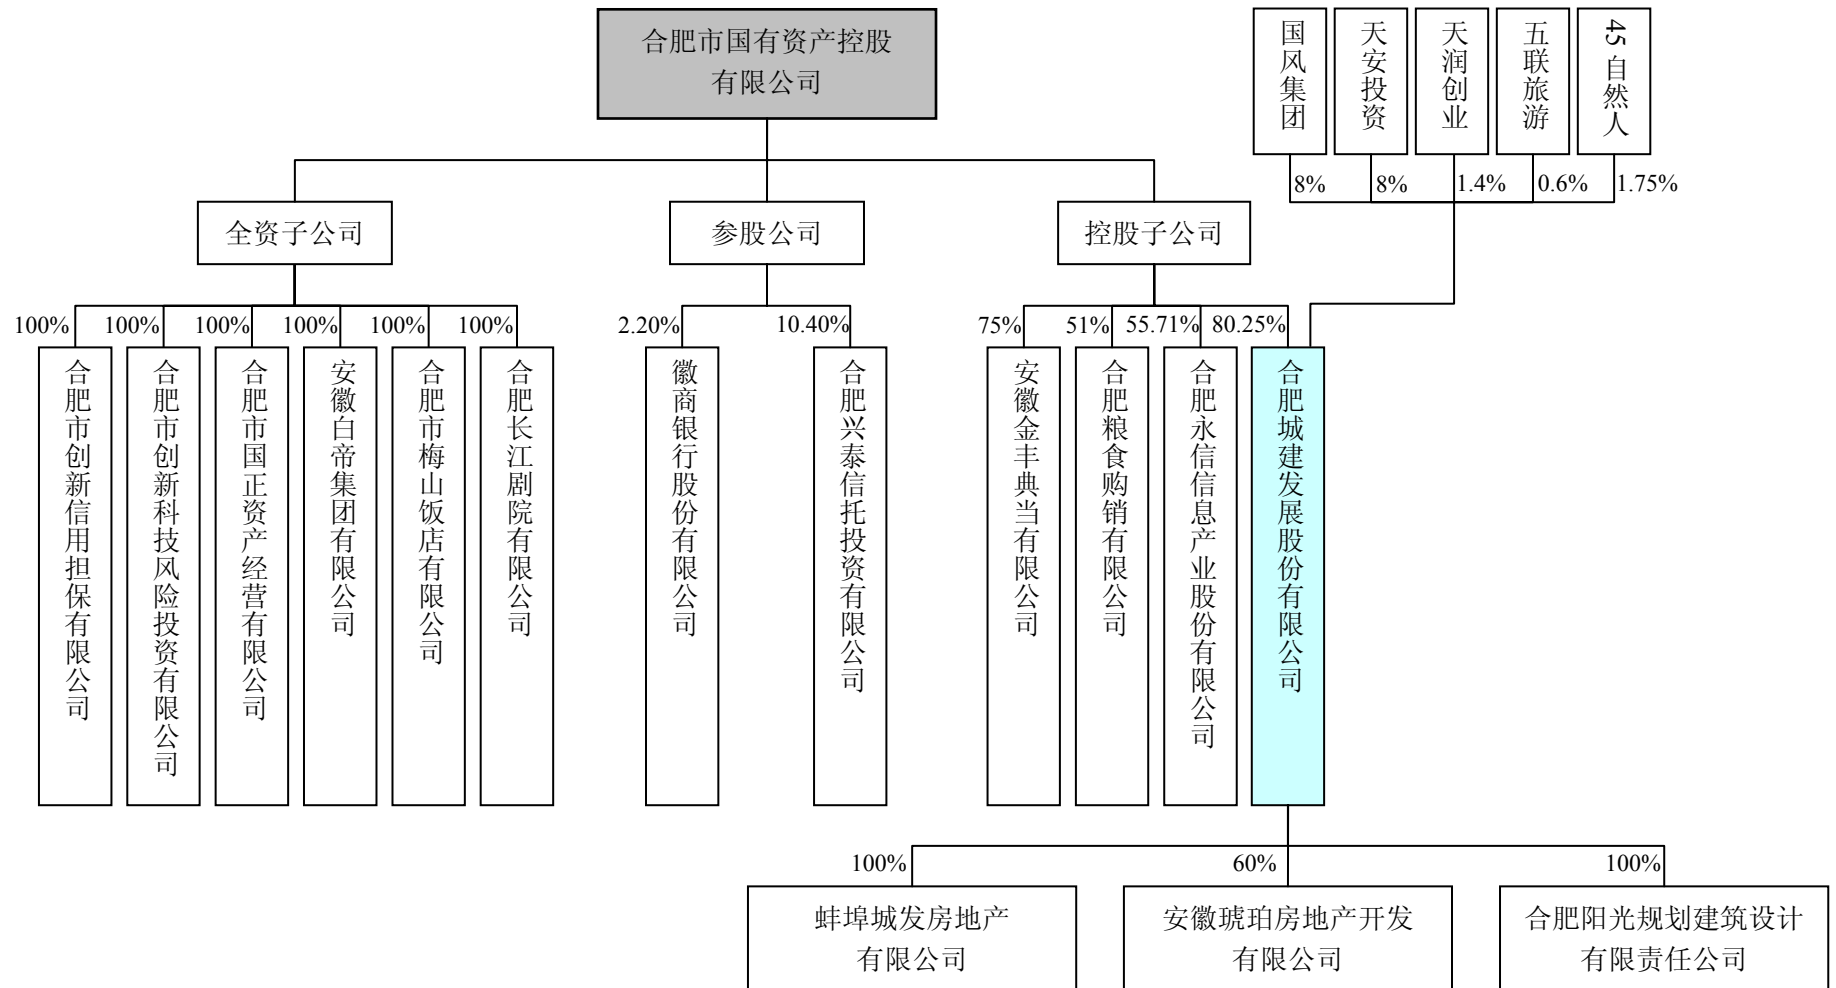 合肥市国有资产控股
有限公司
国风集团
天安投资
天润创业
五联旅游
45 自然人
8%
8%
1.4%
0.6%
1.75%
全资子公司
参股公司
控股子公司
100%
100%
100%
100%
100%
100%
2.20%
10.40%
75%
51%
55.71%
80.25%
合肥市创新信用担保有限公司
合肥市创新科技风险投资有限公司
合肥市国正资产经营有限公司
安徽白帝集团有限公司
合肥市梅山饭店有限公司
合肥长江剧院有限公司
徽商银行股份有限公司
合肥兴泰信托投资有限公司
安徽金丰典当有限公司
合肥粮食购销有限公司
合肥永信信息产业股份有限公司
合肥城建发展股份有限公司
100%
60%
100%
蚌埠城发房地产
有限公司
安徽琥珀房地产开发
有限公司
合肥阳光规划建筑设计
有限责任公司